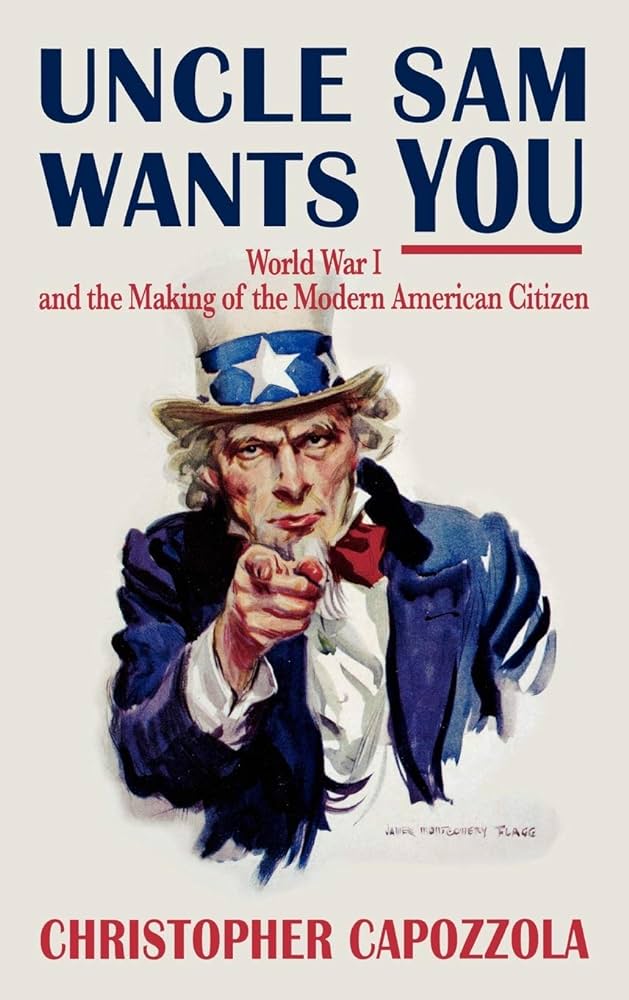 UNCLE SAM
WANTS YOU
World War I
and the Making of the Modern American Citizen
JAMES MONTGOMERY FLAGG
CHRISTOPHER CAPOZZOLA